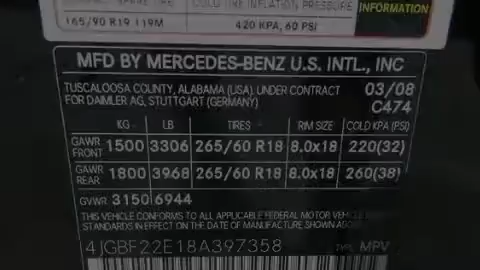 COLD TIRE INFLATION PRESSURE
165/90 R19 119M 420 KPA, 60 PSI
INFORMATION
MFD BY MERCEDES-BENZ U.S. INTL., INC
TUSCALOOSA COUNTY, ALABAMA (USA) UNDER CONTRACT 03/08
FOR DAIMLER AG, STUTTGART (GERMANY) C474
KG LB TIRES RIM SIZE COLD KPA (PSI)
GAWR FRONT 1500 3306 265/60 R18 8.0x18 220(32)
GAWR REAR 1800 3968 265/60 R18 8.0x18 260(38)
GVWR 3150 6944
THIS VEHICLE CONFORMS TO ALL APPLICABLE FEDERAL MOTOR VEHICLE
STANDARDS IN EFFECT ON THE DATE OF MANUFACTURE SHOWN ABOVE
4JGBF22E18A397358 TYPE: MPV